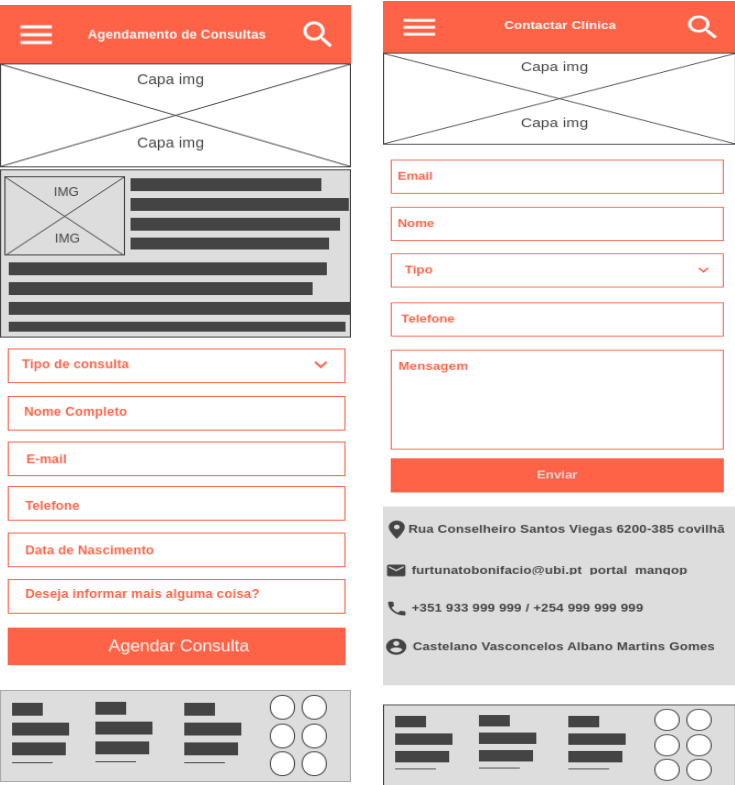 Agendamento de Consultas
Capa img
Capa img
IMG
IMG
Tipo de consulta
Nome Completo
E-mail
Telefone
Data de Nascimento
Deseja informar mais alguma coisa?
Agendar Consulta
Contactar Clínica
Capa img
Capa img
Email
Nome
Tipo
Telefone
Mensagem
Enviar
Rua Conselheiro Santos Viegas 6200-385 covilhã
furtunatobonifacio@ubi.pt_portal_mangop
+351 933 999 999 / +254 999 999 999
Castelano Vasconcelos Albano Martins Gomes